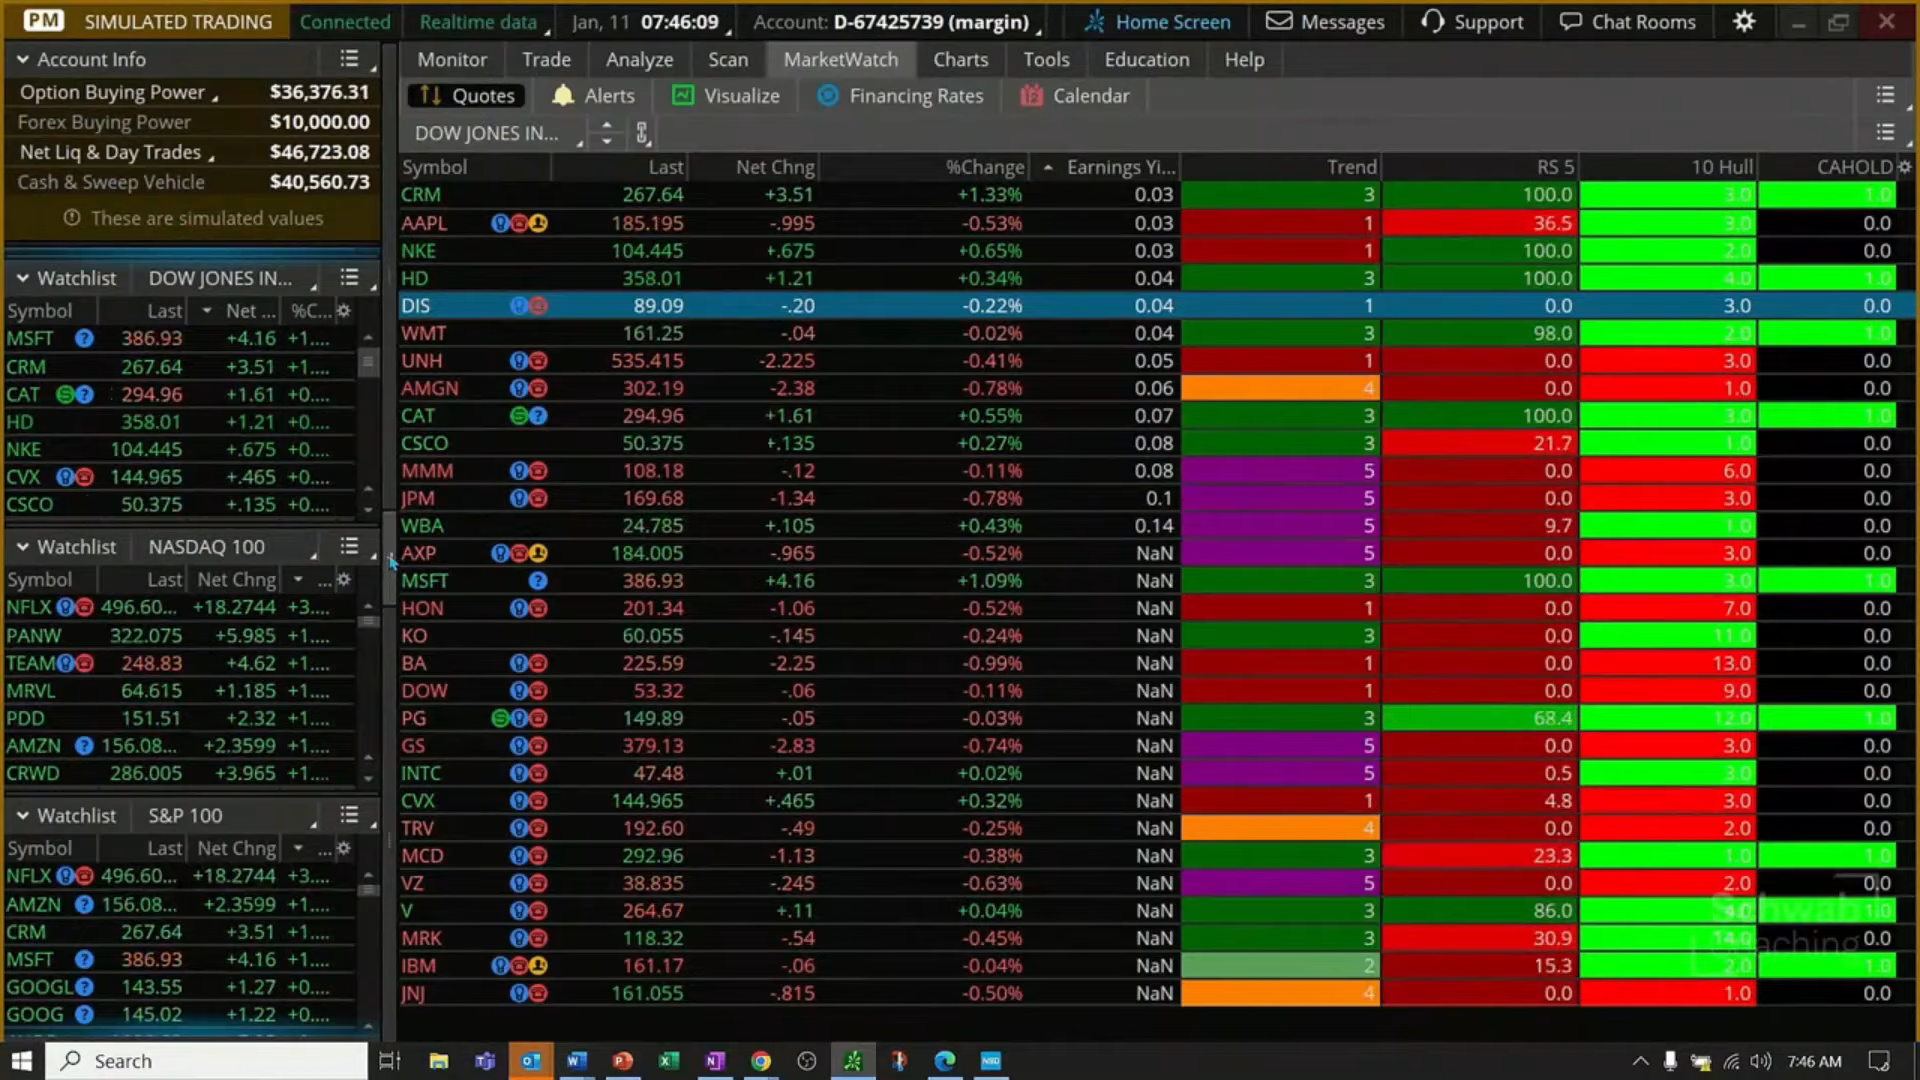 PM SIMULATED TRADING Connected Realtime data Jan, 11 07:46:09 Account: D-67425739 (margin) Home Screen Messages Support Chat Rooms
Account Info
Option Buying Power $36,376.31
Forex Buying Power $10,000.00
Net Liq & Day Trades $46,723.08
Cash & Sweep Vehicle $40,560.73
These are simulated values
Watchlist DOW JONES IN...
Symbol Last Net ... %C...
MSFT 386.93 +4.16 +1....
CRM 267.64 +3.51 +1....
CAT 294.96 +1.61 +0....
HD 358.01 +1.21 +0....
NKE 104.445 +.675 +0....
CVX 144.965 +.465 +0....
CSCO 50.375 +.135 +0....
Watchlist NASDAQ 100
Symbol Last Net Chng ...
NFLX 496.60... +18.2744 +3....
PANW 322.075 +5.985 +1....
TEAM 248.83 +4.62 +1....
MRVL 64.615 +1.185 +1....
PDD 151.51 +2.32 +1....
AMZN 156.08... +2.3599 +1....
CRWD 286.005 +3.965 +1....
Watchlist S&P 100
Symbol Last Net Chng ...
NFLX 496.60... +18.2744 +3....
AMZN 156.08... +2.3599 +1....
CRM 267.64 +3.51 +1....
MSFT 386.93 +4.16 +1....
GOOGL 143.55 +1.27 +0....
GOOG 145.02 +1.22 +0....
Monitor Trade Analyze Scan MarketWatch Charts Tools Education Help
Quotes Alerts Visualize Financing Rates Calendar
DOW JONES IN...
Symbol Last Net Chng %Change Earnings Yi... Trend RS 5 10 Hull CAHOLD
CRM 267.64 +3.51 +1.33% 0.03 3 100.0 3.0 1.0
AAPL 185.195 -.995 -0.53% 0.03 1 36.5 3.0 0.0
NKE 104.445 +.675 +0.65% 0.03 1 100.0 2.0 0.0
HD 358.01 +1.21 +0.34% 0.04 3 100.0 4.0 1.0
DIS 89.09 -.20 -0.22% 0.04 1 0.0 3.0 0.0
WMT 161.25 -.04 -0.02% 0.04 3 98.0 2.0 1.0
UNH 535.415 -2.225 -0.41% 0.05 1 0.0 3.0 0.0
AMGN 302.19 -2.38 -0.78% 0.06 4 0.0 1.0 0.0
CAT 294.96 +1.61 +0.55% 0.07 3 100.0 3.0 1.0
CSCO 50.375 +.135 +0.27% 0.08 3 21.7 1.0 0.0
MMM 108.18 -.12 -0.11% 0.08 5 0.0 6.0 0.0
JPM 169.68 -1.34 -0.78% 0.1 5 0.0 3.0 0.0
WBA 24.785 +.105 +0.43% 0.14 5 9.7 1.0 0.0
AXP 184.005 -.965 -0.52% NaN 5 0.0 3.0 0.0
MSFT 386.93 +4.16 +1.09% NaN 3 100.0 3.0 1.0
HON 201.34 -1.06 -0.52% NaN 1 0.0 7.0 0.0
KO 60.055 -.145 -0.24% NaN 3 0.0 11.0 0.0
BA 225.59 -2.25 -0.99% NaN 1 0.0 13.0 0.0
DOW 53.32 -.06 -0.11% NaN 1 0.0 9.0 0.0
PG 149.89 -.05 -0.03% NaN 3 68.4 12.0 1.0
GS 379.13 -2.83 -0.74% NaN 5 0.0 3.0 0.0
INTC 47.48 +.01 +0.02% NaN 5 0.5 3.0 0.0
CVX 144.965 +.465 +0.32% NaN 1 4.8 3.0 0.0
TRV 192.60 -.49 -0.25% NaN 4 0.0 2.0 0.0
MCD 292.96 -1.13 -0.38% NaN 3 23.3 1.0 1.0
VZ 38.835 -.245 -0.63% NaN 5 0.0 2.0 0.0
V 264.67 +.11 +0.04% NaN 3 86.0 4.0 1.0
MRK 118.32 -.54 -0.45% NaN 3 30.9 14.0 0.0
IBM 161.17 -.06 -0.04% NaN 2 15.3 2.0 1.0
JNJ 161.055 -.815 -0.50% NaN 4 0.0 1.0 0.0
Schwab
Coaching
Search 7:46 AM